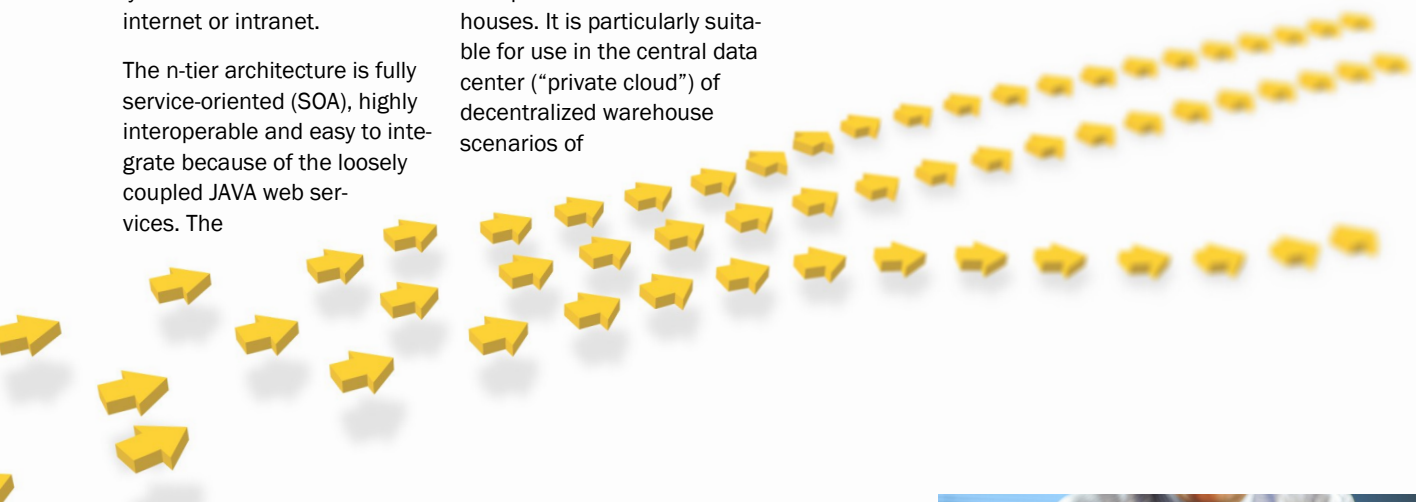 internet or intranet.
The n-tier architecture is fully
service-oriented (SOA), highly
interoperable and easy to inte-
grate because of the loosely
coupled JAVA web ser-
vices. The
houses. It is particularly suita-
ble for use in the central data
center (“private cloud”) of
decentralized warehouse
scenarios of